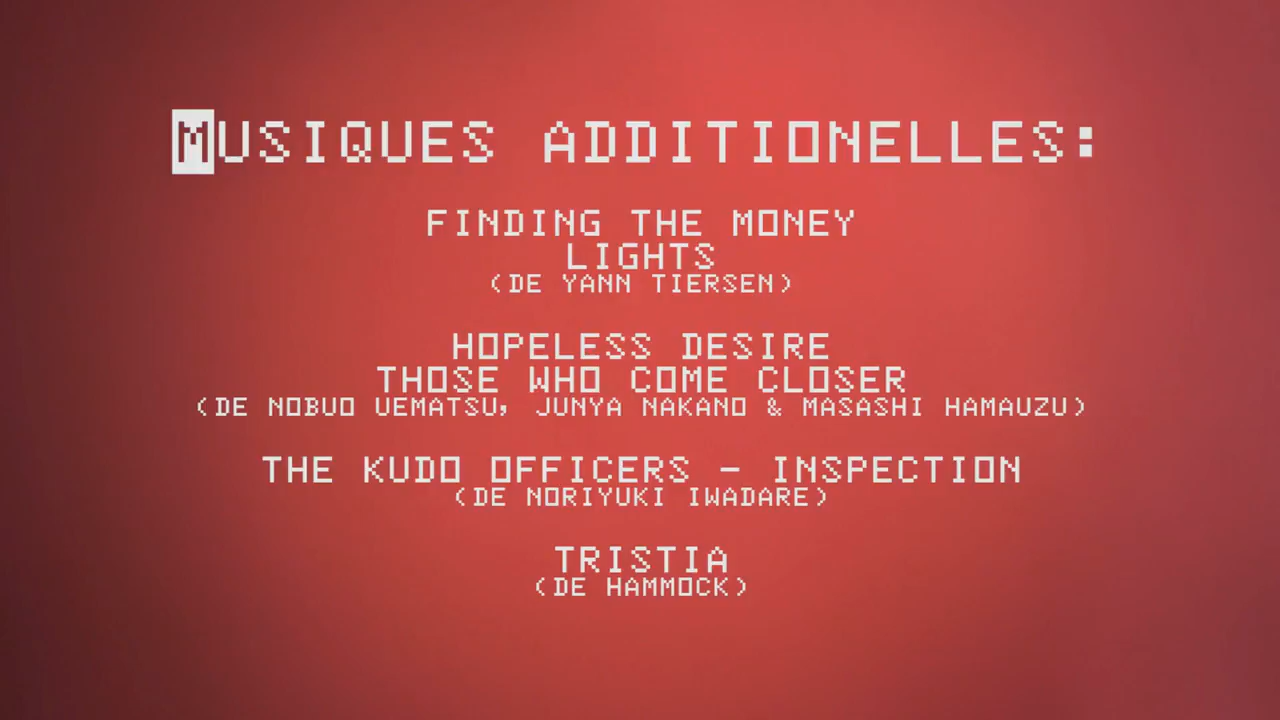 MUSIQUES ADDITIONELLES:
FINDING THE MONEY
LIGHTS
(DE YANN TIERSEN)
HOPELESS DESIRE
THOSE WHO COME CLOSER
(DE NOBUO UEMATSU, JUNYA NAKANO & MASASHI HAMAUZU)
THE KUDO OFFICERS - INSPECTION
(DE NORIYUKI IWADARE)
TRISTIA
(DE HAMMOCK)